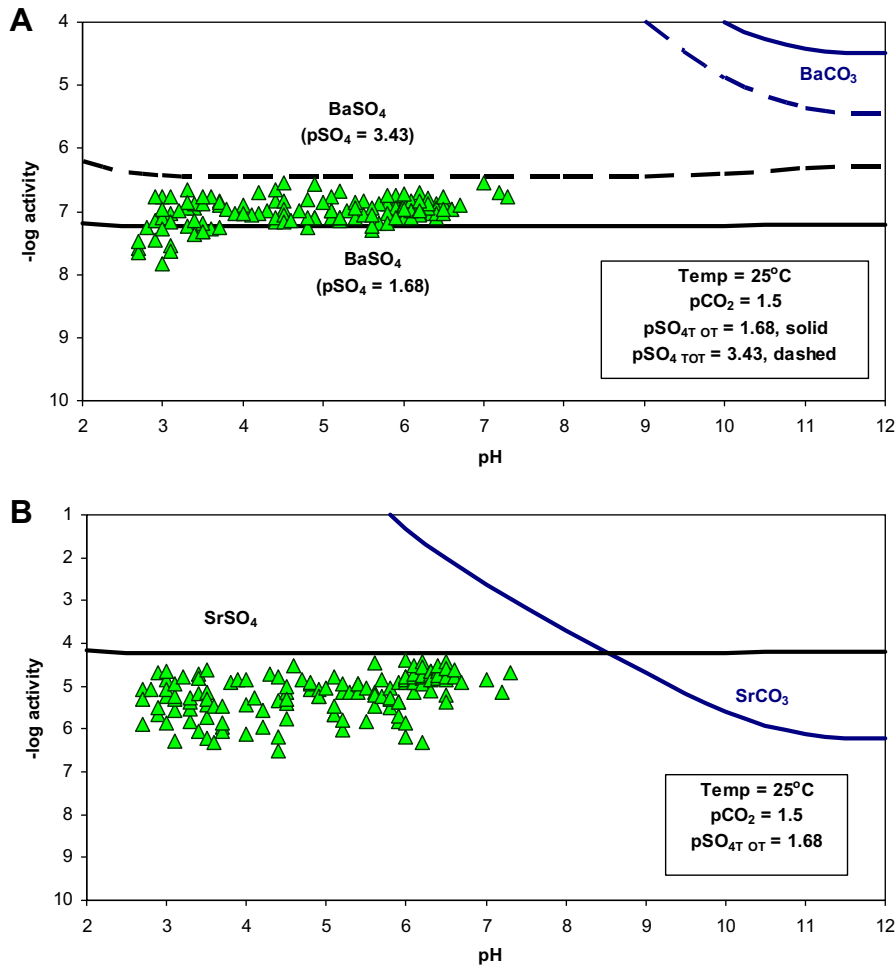 A
4
5
6
7
8
9
10
-log activity
2 3 4 5 6 7 8 9 10 11 12
pH
BaCO3
BaSO4
(pSO4 = 3.43)
BaSO4
(pSO4 = 1.68)
Temp = 25oC
pCO2 = 1.5
pSO4T OT = 1.68, solid
pSO4 TOT = 3.43, dashed
B
1
2
3
4
5
6
7
8
9
10
-log activity
2 3 4 5 6 7 8 9 10 11 12
pH
SrSO4
SrCO3
Temp = 25oC
pCO2 = 1.5
pSO4T OT = 1.68